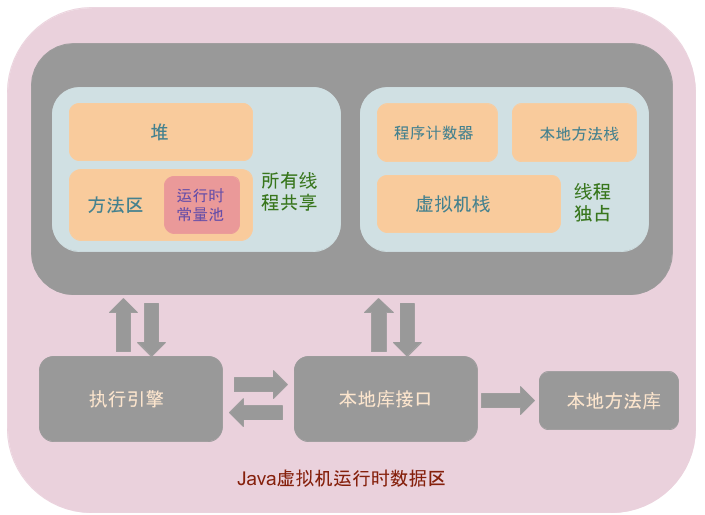 堆
方法区
运行时
常量池
所有线
程共享
程序计数器
本地方法栈
虚拟机栈
线程
独占
执行引擎
本地库接口
本地方法库
Java虚拟机运行时数据区